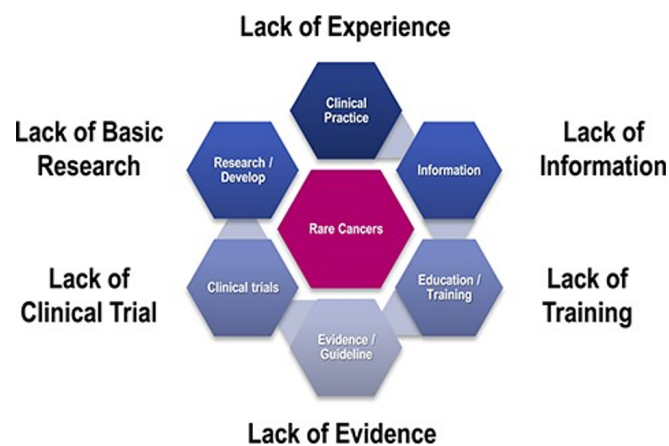 Lack of Experience
Clinical
Practice
Lack of Basic
Research
Research /
Develop
Information
Lack of
Information
Rare Cancers
Lack of
Clinical Trial
Clinical trials
Education /
Training
Lack of
Training
Evidence /
Guideline
Lack of Evidence